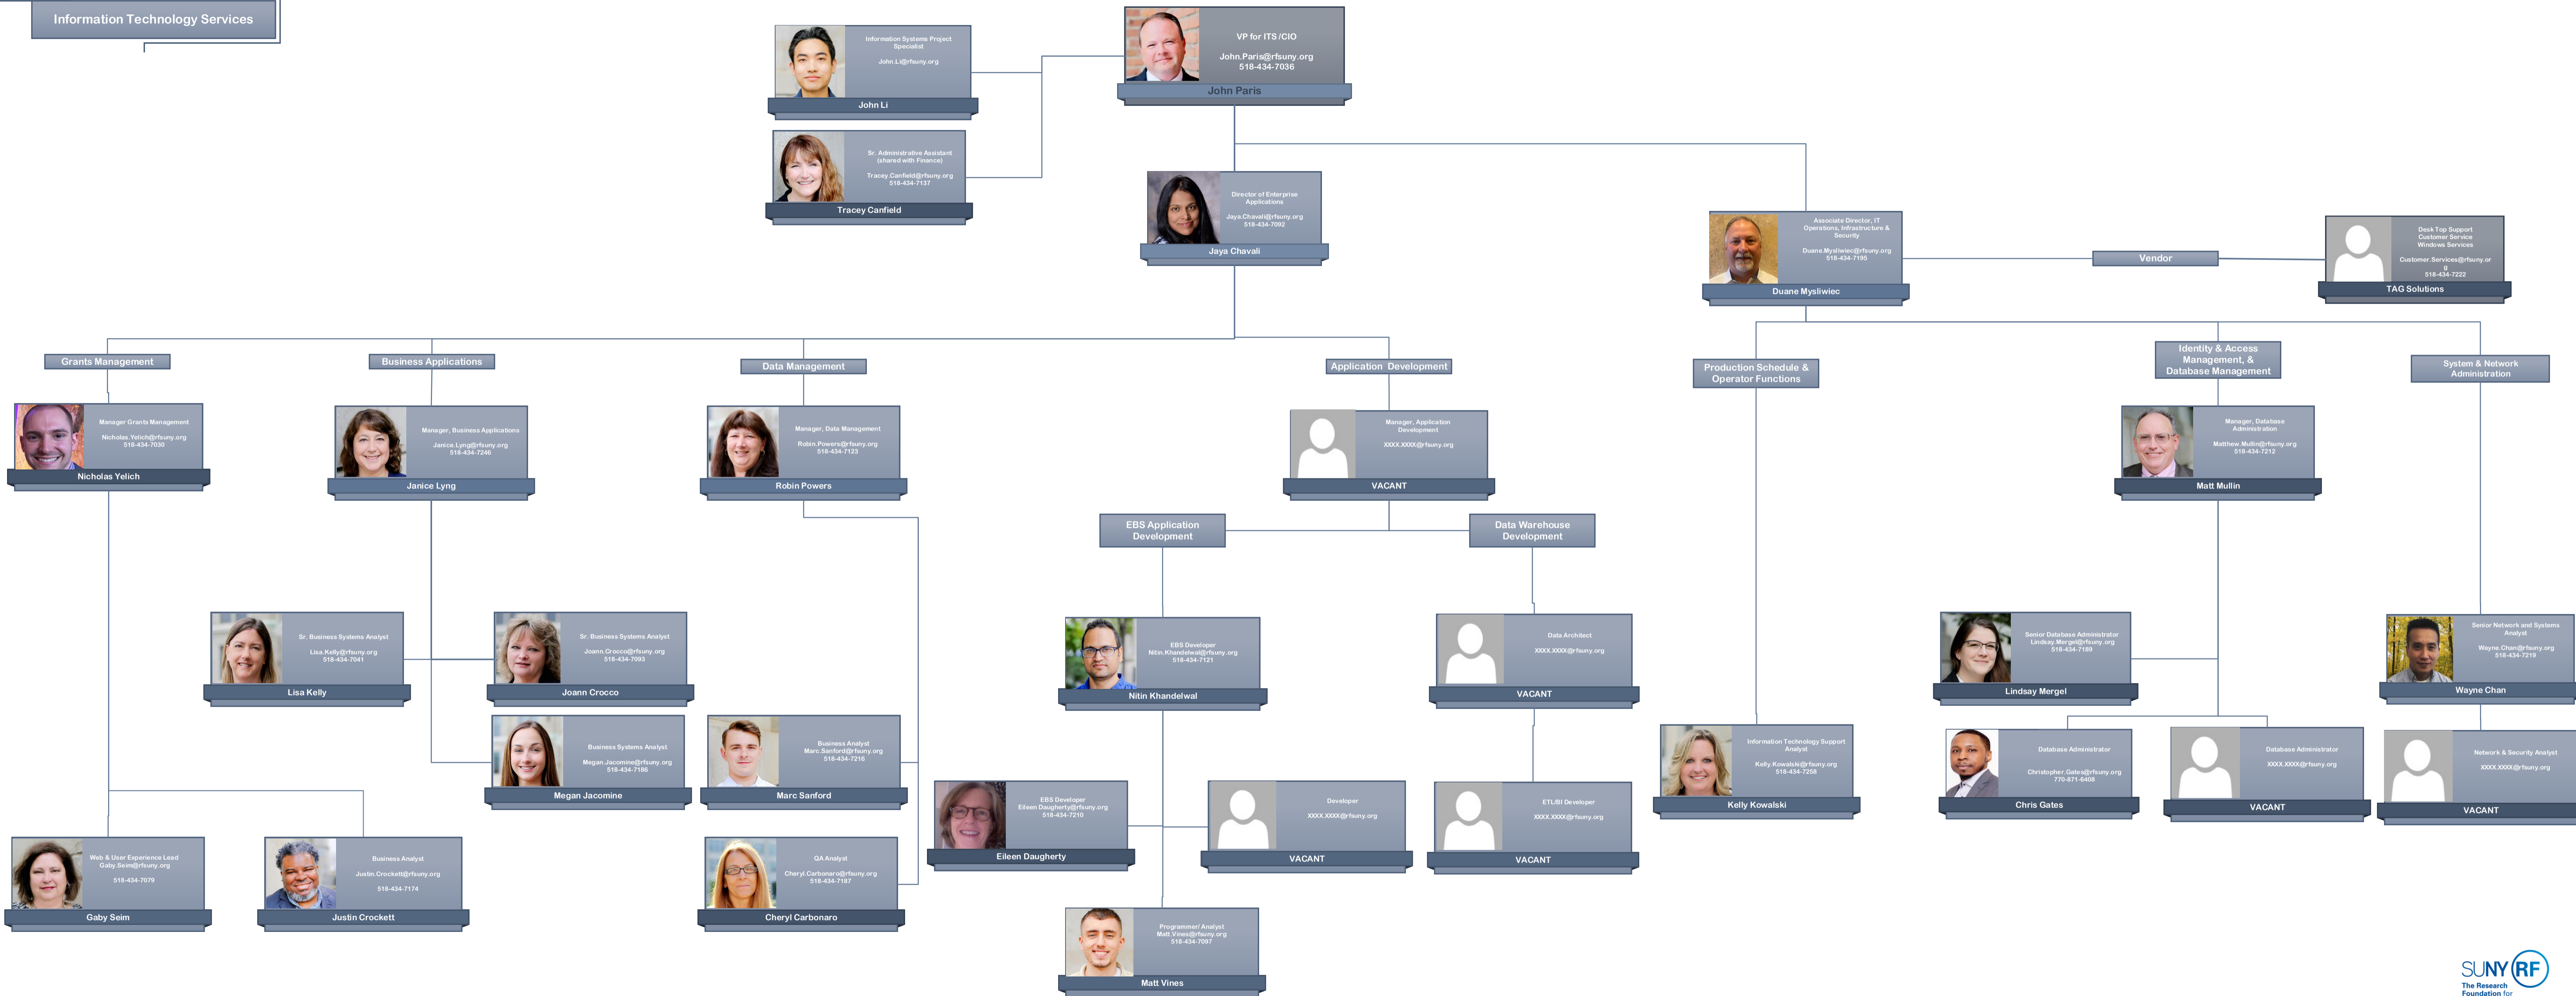 Information Technology Services
VP for ITS /CIO
John.Paris@rfsuny.org
518-434-7036
John Paris
Information Systems Project
Specialist
John.Li@rfsuny.org
John Li
Sr. Administrative Assistant
(shared with Finance)
Tracey.Canfield@rfsuny.org
518-434-7137
Tracey Canfield
Director of Enterprise
Applications
Jaya.Chavali@rfsuny.org
518-434-7092
Jaya Chavali
Associate Director, IT
Operations, Infrastructure &
Security
Duane.Mysliwiec@rfsuny.org
518-434-7195
Duane Mysliwiec
Vendor
Desk Top Support
Customer Service
Windows Services
Customer.Services@rfsuny.or
g
518-434-7222
TAG Solutions
Grants Management
Business Applications
Data Management
Application Development
Production Schedule &
Operator Functions
Identity & Access
Management, &
Database Management
System & Network
Administration
Manager Grants Management
Nicholas.Yelich@rfsuny.org
518-434-7030
Nicholas Yelich
Manager, Business Applications
Janice.Lyng@rfsuny.org
518-434-7246
Janice Lyng
Manager, Data Management
Robin.Powers@rfsuny.org
518-434-7123
Robin Powers
Manager, Application
Development
XXXX.XXXX@rfsuny.org
VACANT
Manager, Database
Administration
Matthew.Mullin@rfsuny.org
518-434-7212
Matt Mullin
EBS Application
Development
Data Warehouse
Development
Sr. Business Systems Analyst
Lisa.Kelly@rfsuny.org
518-434-7041
Lisa Kelly
Sr. Business Systems Analyst
Joann.Crocco@rfsuny.org
518-434-7093
Joann Crocco
EBS Developer
Nitin.Khandelwal@rfsuny.org
518-434-7121
Nitin Khandelwal
Data Architect
XXXX.XXXX@rfsuny.org
VACANT
Senior Database Administrator
Lindsay.Mergel@rfsuny.org
518-434-7189
Lindsay Mergel
Senior Network and Systems
Analyst
Wayne.Chan@rfsuny.org
518-434-7219
Wayne Chan
Business Systems Analyst
Megan.Jacomine@rfsuny.org
518-434-7186
Megan Jacomine
Business Analyst
Marc.Sanford@rfsuny.org
518-434-7216
Marc Sanford
Information Technology Support
Analyst
Kelly.Kowalski@rfsuny.org
518-434-7258
Kelly Kowalski
Database Administrator
Christopher.Gates@rfsuny.org
770-871-6408
Chris Gates
Database Administrator
XXXX.XXXX@rfsuny.org
VACANT
Network & Security Analyst
XXXX.XXXX@rfsuny.org
VACANT
EBS Developer
Eileen Daugherty@rfsuny.org
518-434-7210
Eileen Daugherty
Developer
XXXX.XXXX@rfsuny.org
VACANT
ETL/BI Developer
XXXX.XXXX@rfsuny.org
VACANT
Web & User Experience Lead
Gaby.Seim@rfsuny.org
518-434-7079
Gaby Seim
Business Analyst
Justin.Crockett@rfsuny.org
518-434-7174
Justin Crockett
QA Analyst
Cheryl.Carbonaro@rfsuny.org
518-434-7187
Cheryl Carbonaro
Programmer/ Analyst
Matt.Vines@rfsuny.org
518-434-7097
Matt Vines
SUNY RF
The Research
Foundation for